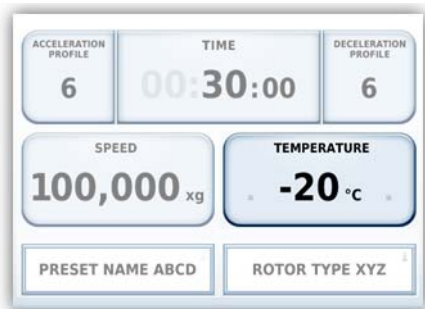 ACCELERATION PROFILE
6
TIME
00:30:00
DECELERATION PROFILE
6
SPEED
100,000 xg
TEMPERATURE
-20 °C
PRESET NAME ABCD
ROTOR TYPE XYZ